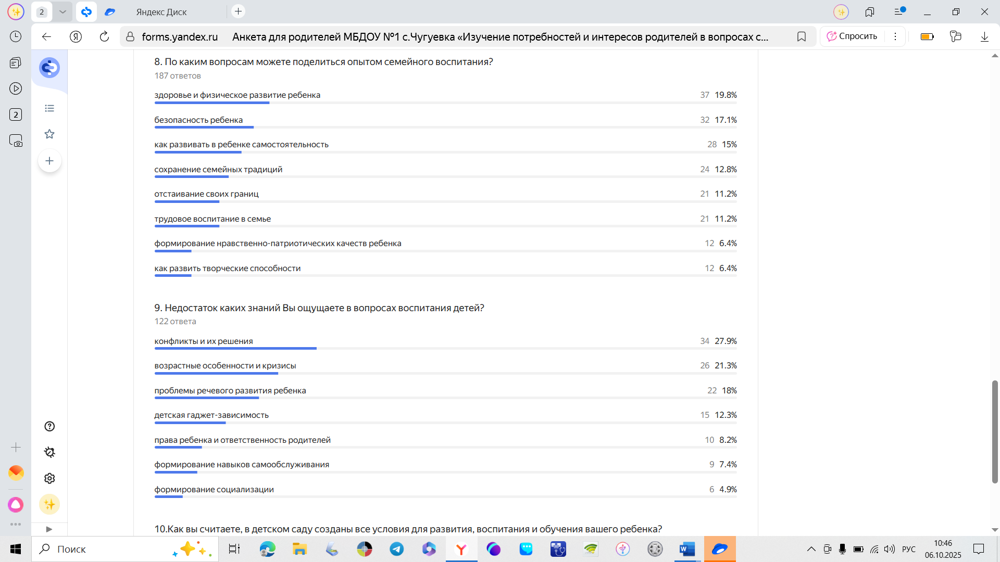 2
Яндекс Диск
forms.yandex.ru Анкета для родителей МБДОУ №1 с.Чугуевка «Изучение потребностей и интересов родителей в вопросах с...
Спросить
2
8. По каким вопросам можете поделиться опытом семейного воспитания?
187 ответов
здоровье и физическое развитие ребенка 37 19.8%
безопасность ребенка 32 17.1%
как развивать в ребенке самостоятельность 28 15%
сохранение семейных традиций 24 12.8%
отстаивание своих границ 21 11.2%
трудовое воспитание в семье 21 11.2%
формирование нравственно-патриотических качеств ребенка 12 6.4%
как развить творческие способности 12 6.4%
9. Недостаток каких знаний Вы ощущаете в вопросах воспитания детей?
122 ответа
конфликты и их решения 34 27.9%
возрастные особенности и кризисы 26 21.3%
проблемы речевого развития ребенка 22 18%
детская гаджет-зависимость 15 12.3%
права ребенка и ответственность родителей 10 8.2%
формирование навыков самообслуживания 9 7.4%
формирование социализации 6 4.9%
10.Как вы считаете, в детском саду созданы все условия для развития, воспитания и обучения вашего ребенка?
Поиск
РУС
10:46
06.10.2025